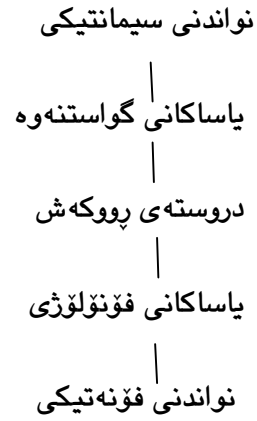 نواندنی سیمانتیکی
یاساکانی گواستنەوە
دروستەی ڕووکەش
یاساکانی فۆنۆلۆژی
نواندنی فۆنەتیکی